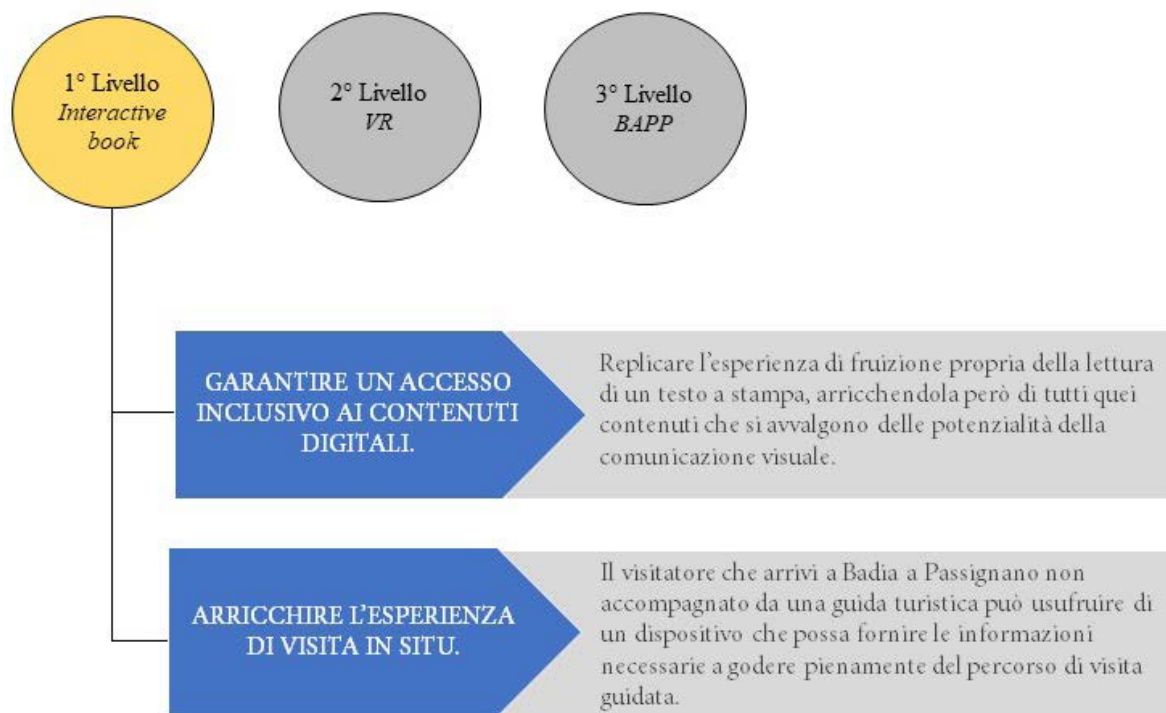 1° Livello
Interactive
book
2° Livello
VR
3° Livello
BAPP
GARANTIRE UN ACCESSO
INCLUSIVO AI CONTENUTI
DIGITALI.
Replicare l’esperienza di fruizione propria della lettura
di un testo a stampa, arricchendola però di tutti quei
contenuti che si avvalgono delle potenzialità della
comunicazione visuale.
ARRICCHIRE L’ESPERIENZA
DI VISITA IN SITU.
Il visitatore che arrivi a Badia a Passignano non
accompagnato da una guida turistica può usufruire di
un dispositivo che possa fornire le informazioni
necessarie a godere pienamente del percorso di visita
guidata.